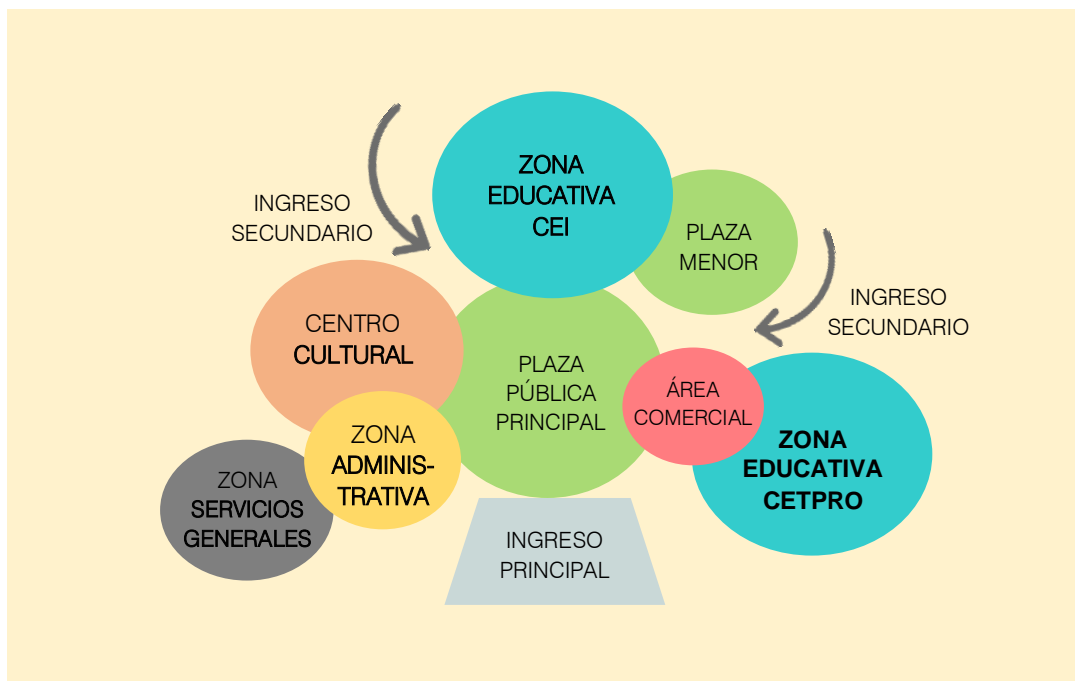 ZONA
EDUCATIVA
CEI
INGRESO
SECUNDARIO
PLAZA
MENOR
INGRESO
SECUNDARIO
CENTRO
CULTURAL
PLAZA
PÚBLICA
PRINCIPAL
ÁREA
COMERCIAL
ZONA
EDUCATIVA
CETPRO
ZONA
ADMINIS-
TRATIVA
ZONA
SERVICIOS
GENERALES
INGRESO
PRINCIPAL